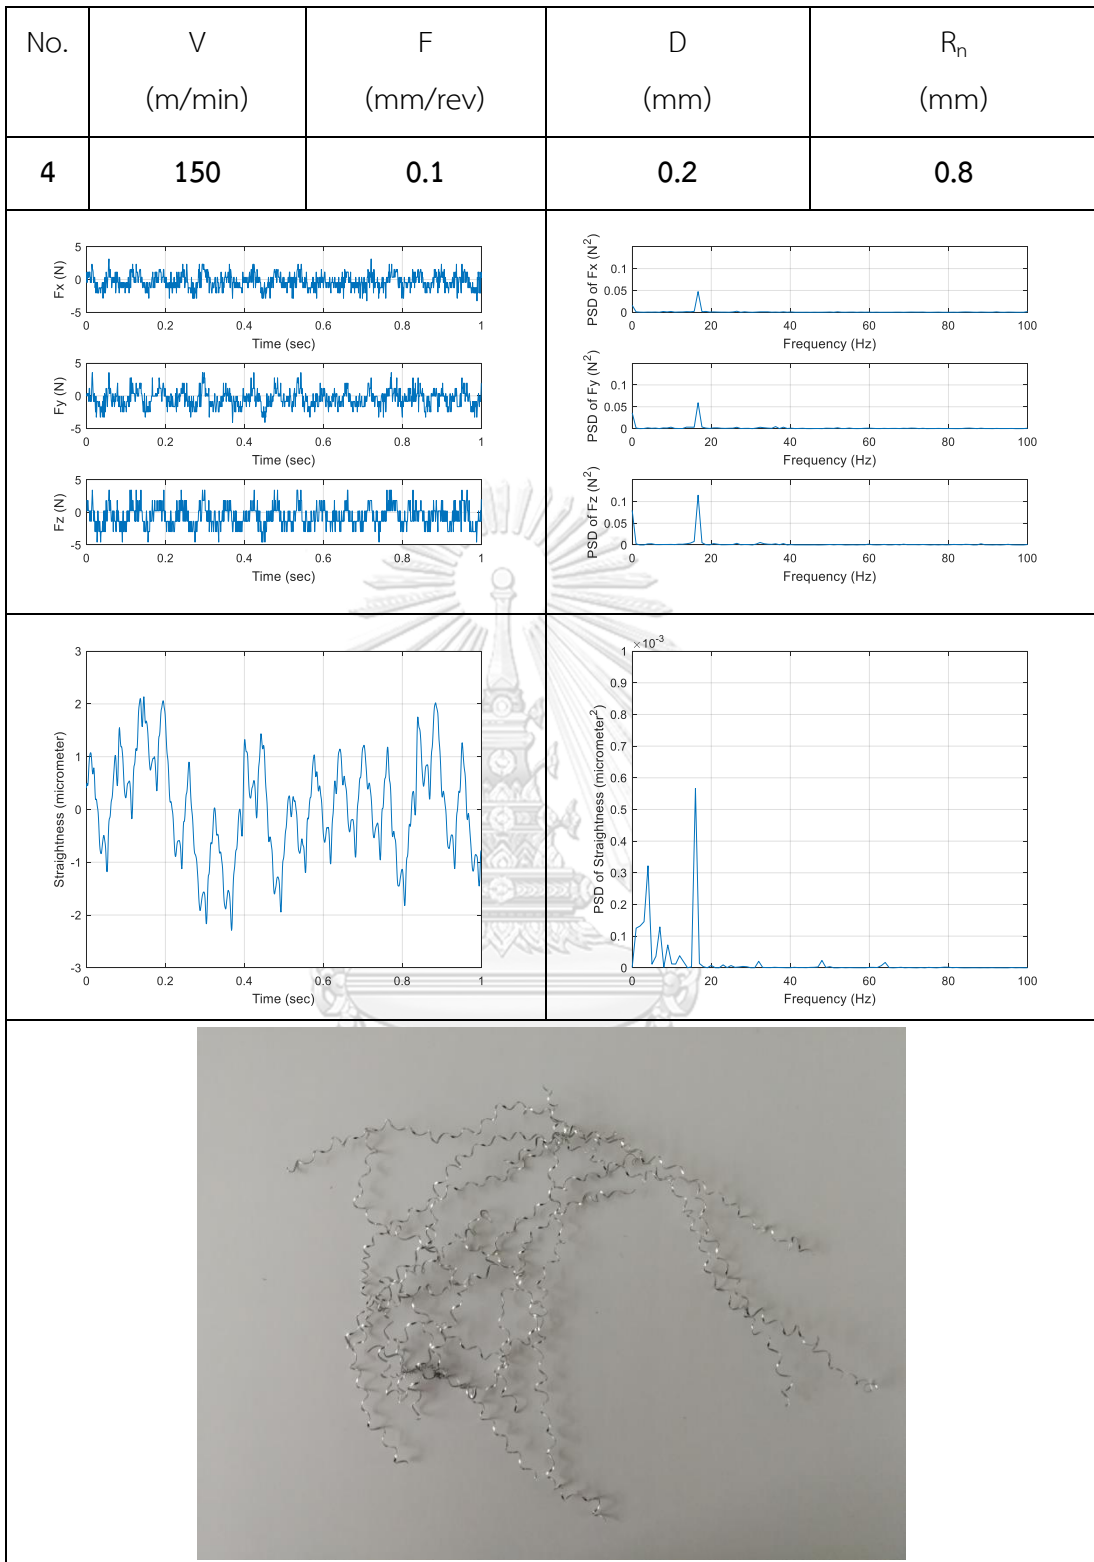 No. V F D Rn
(m/min) (mm/rev) (mm) (mm)
4 150 0.1 0.2 0.8
5
0
-5
Fx (N)
0 0.2 0.4 0.6 0.8 1
Time (sec)
5
0
-5
Fy (N)
0 0.2 0.4 0.6 0.8 1
Time (sec)
5
0
-5
Fz (N)
0 0.2 0.4 0.6 0.8 1
Time (sec)
PSD of Fx (N²)
0.1
0.05
0
0 20 40 60 80 100
Frequency (Hz)
PSD of Fy (N²)
0.1
0.05
0
0 20 40 60 80 100
Frequency (Hz)
PSD of Fz (N²)
0.1
0.05
0
0 20 40 60 80 100
Frequency (Hz)
3
2
1
0
-1
-2
-3
Straightness (micrometer)
0 0.2 0.4 0.6 0.8 1
Time (sec)
×10⁻³
1
0.9
0.8
0.7
0.6
0.5
0.4
0.3
0.2
0.1
0
PSD of Straightness (micrometer²)
0 20 40 60 80 100
Frequency (Hz)